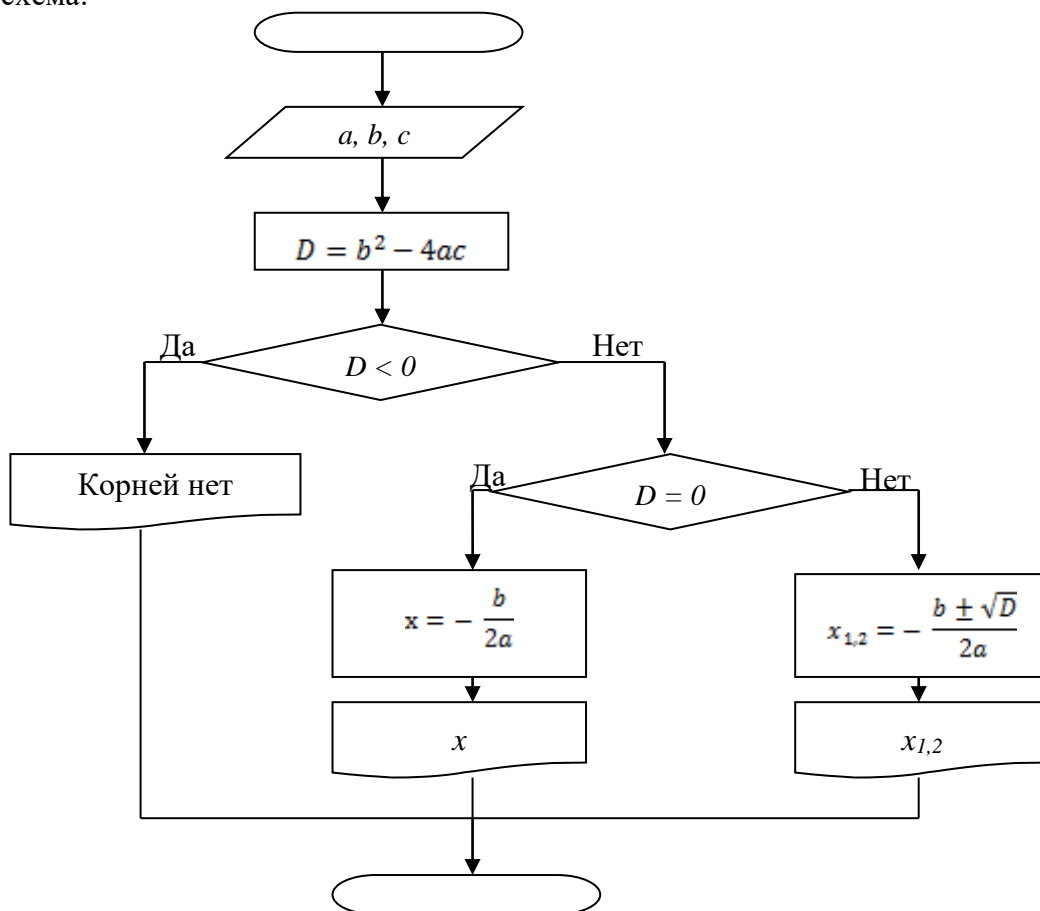 схема:
a, b, c
D = b² − 4ac
Да
Нет
D < 0
Корней нет
Да
Нет
D = 0
x = − b/2a
x₁,₂ = − b ± √D/2a
x
x1,2